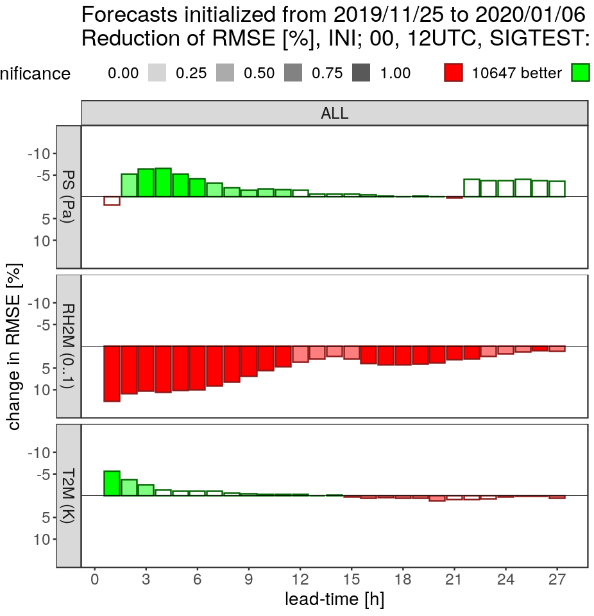 Forecasts initialized from 2019/11/25 to 2020/01/06
Reduction of RMSE [%], INI; 00, 12UTC, SIGTEST:
nificance 0.00 0.25 0.50 0.75 1.00 10647 better
ALL
-10
-5
5
10
PS (Pa)
-10
-5
5
10
RH2M (0..1)
-10
-5
5
10
T2M (K)
change in RMSE [%]
0 3 6 9 12 15 18 21 24 27
lead-time [h]